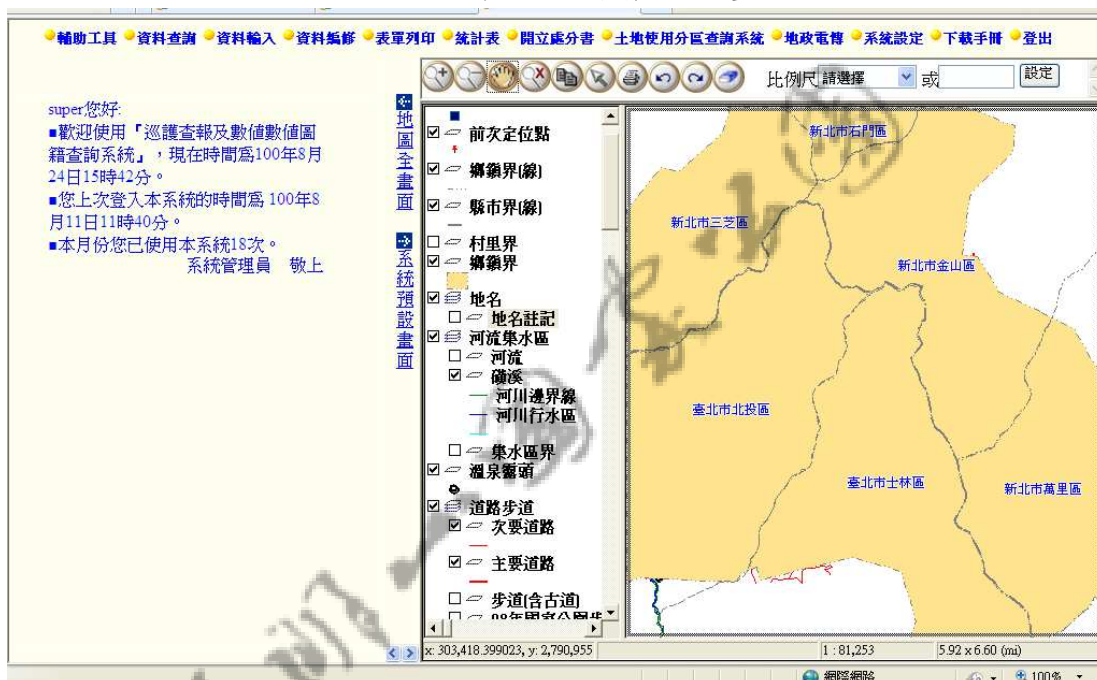 輔助工具 資料查詢 資料輸入 資料編修 表單列印 統計表 開立處分書 土地使用分區查詢系統 地政電傳 系統設定 下載手冊 登出
比例尺 請選擇 或 設定
super您好:
■歡迎使用『巡護查報及數值數值圖
籍查詢系統』，現在時間為100年8月
24日15時42分。
■您上次登入本系統的時間為 100年8
月11日11時40分。
■本月份您已使用本系統18次。
系統管理員 敬上
地圖全畫面
系統預設畫面
前次定位點
鄉鎮界(線)
縣市界(線)
村里界
鄉鎮界
地名
地名註記
河流集水區
河流
磺溪
河川邊界線
河川行水區
集水區界
溫泉露頭
道路步道
次要道路
主要道路
步道(含古道)
新北市石門區
新北市三芝區
新北市金山區
臺北市北投區
臺北市士林區
新北市萬里區
x: 303,418.399023, y: 2,790,955
1 : 81,253
5.92 x 6.60 (mi)
網際網路
100%